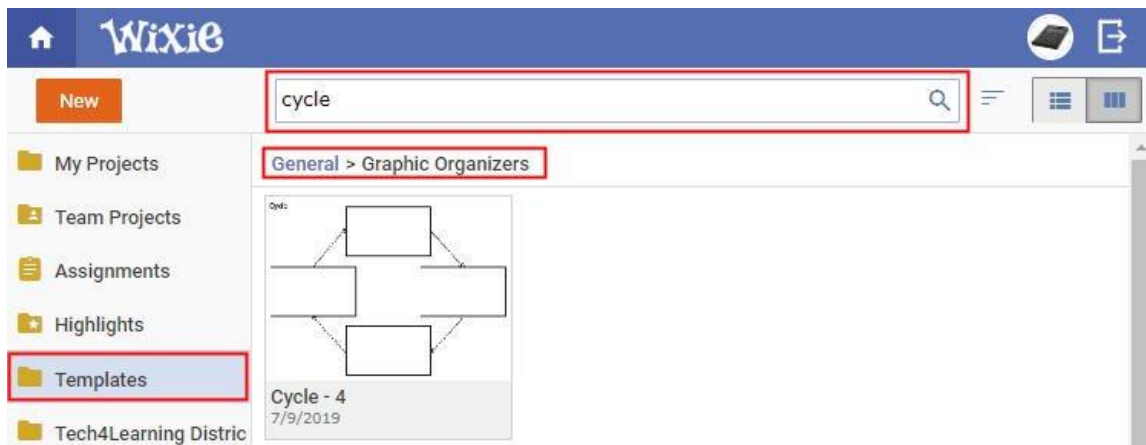 Wixie
New
cycle
My Projects
General > Graphic Organizers
Team Projects
Assignments
Highlights
Templates
Tech4Learning Distric
Cycle
Cycle - 4
7/9/2019